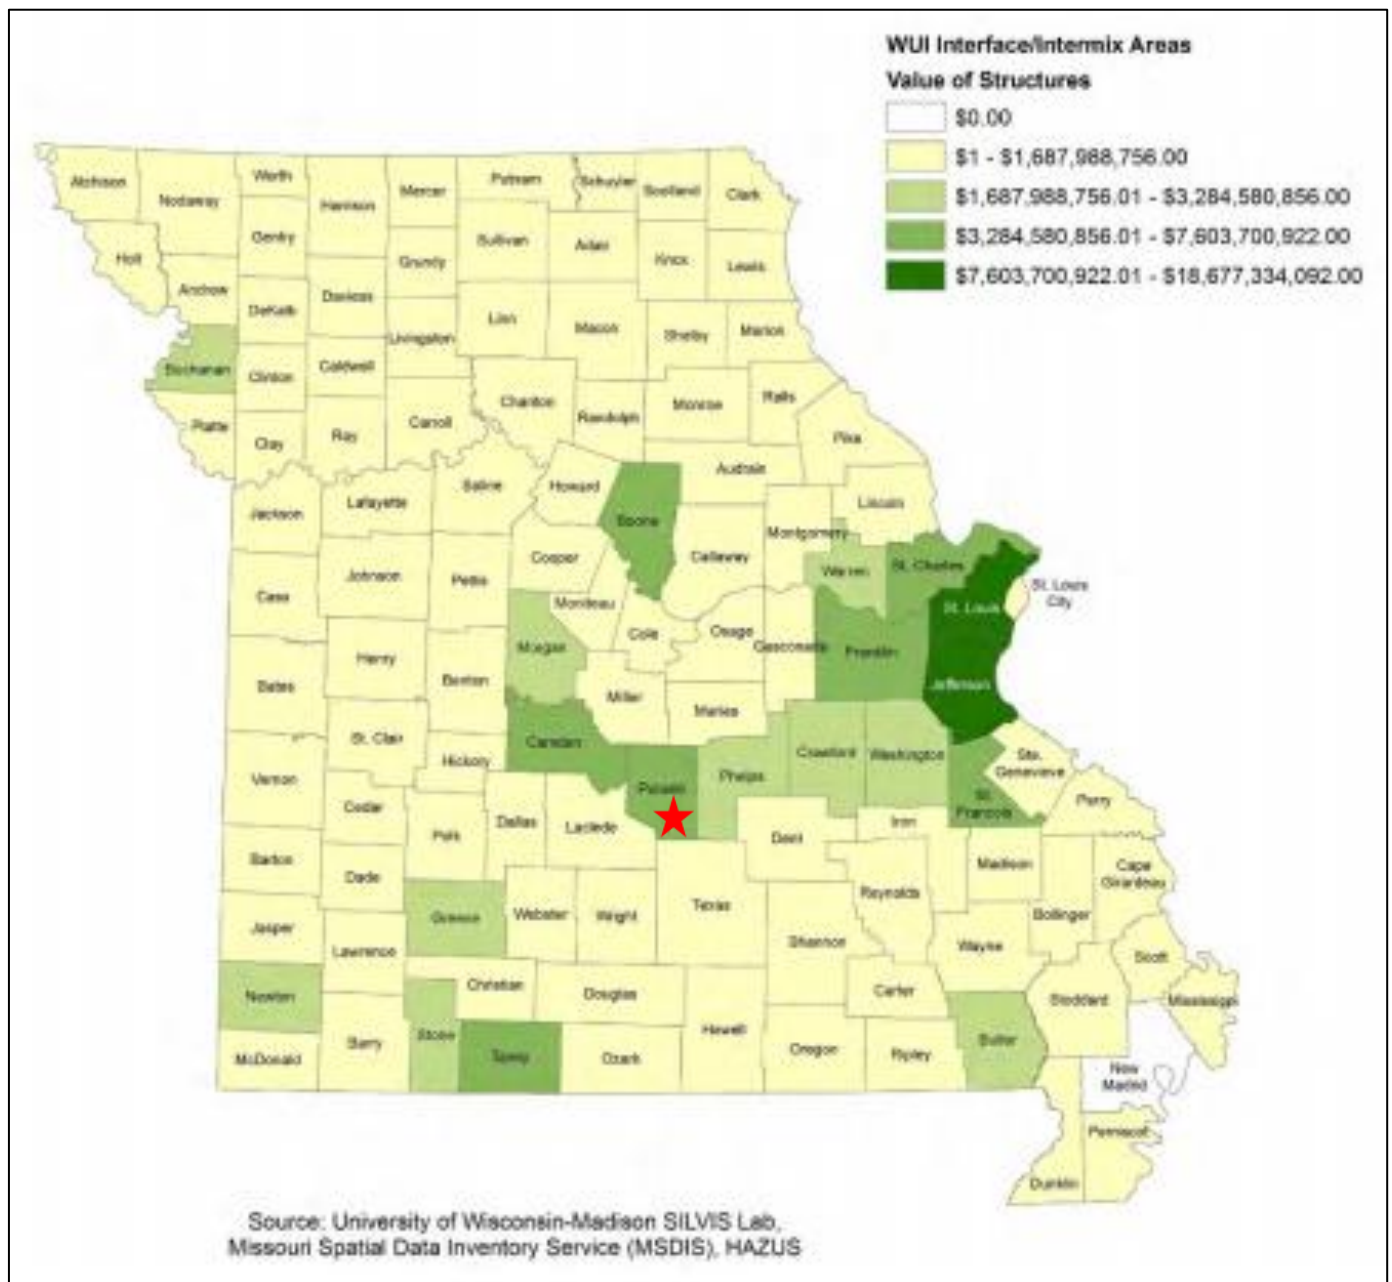 WUI Interface/Intermix Areas
Value of Structures
$0.00
$1 - $1,687,988,756.00
$1,687,988,756.01 - $3,284,580,856.00
$3,284,580,856.01 - $7,603,700,922.00
$7,603,700,922.01 - $18,677,334,092.00
Atchison
Nodaway
Worth
Harrison
Mercer
Putnam
Schuyler
Scotland
Clark
Gentry
Sullivan
Adair
Knox
Lewis
Holt
Andrew
Grundy
DeKalb
Daviess
Linn
Macon
Shelby
Marion
Livingston
Buchanan
Clinton
Caldwell
Chariton
Randolph
Monroe
Ralls
Platte
Clay
Ray
Carroll
Pike
Audrain
Jackson
Lafayette
Saline
Howard
Boone
Lincoln
Callaway
Montgomery
Cooper
Warren
St. Charles
Cass
Johnson
Pettis
Moniteau
St. Louis
City
St. Louis
Cole
Osage
Gasconade
Franklin
Morgan
Bates
Henry
Benton
Miller
Maries
Jefferson
St. Clair
Camden
Crawford
Washington
Ste.
Genevieve
Hickory
Vernon
Phelps
Pulaski
St.
Francois
Perry
Cedar
Polk
Dallas
Laclede
Dent
Iron
Barton
Dade
Madison
Cape
Girardeau
Reynolds
Bollinger
Jasper
Lawrence
Greene
Webster
Wright
Texas
Shannon
Wayne
Scott
Newton
Christian
Douglas
Carter
Stoddard
Mississippi
McDonald
Barry
Stone
Taney
Ozark
Howell
Oregon
Ripley
Butler
New
Madrid
Pemiscot
Dunklin
Source: University of Wisconsin-Madison SILVIS Lab,
Missouri Spatial Data Inventory Service (MSDIS), HAZUS